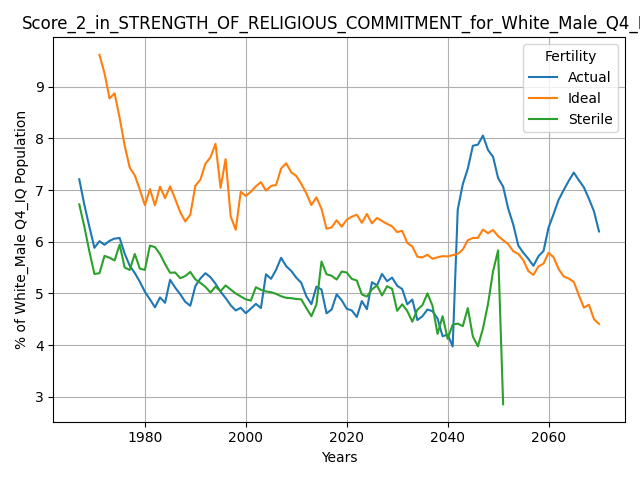 Score_2_in_STRENGTH_OF_RELIGIOUS_COMMITMENT_for_White_Male_Q4_I
Fertility
Actual
Ideal
Sterile
% of White_Male Q4_IQ Population
9
8
7
6
5
4
3
1980
2000
2020
2040
2060
Years